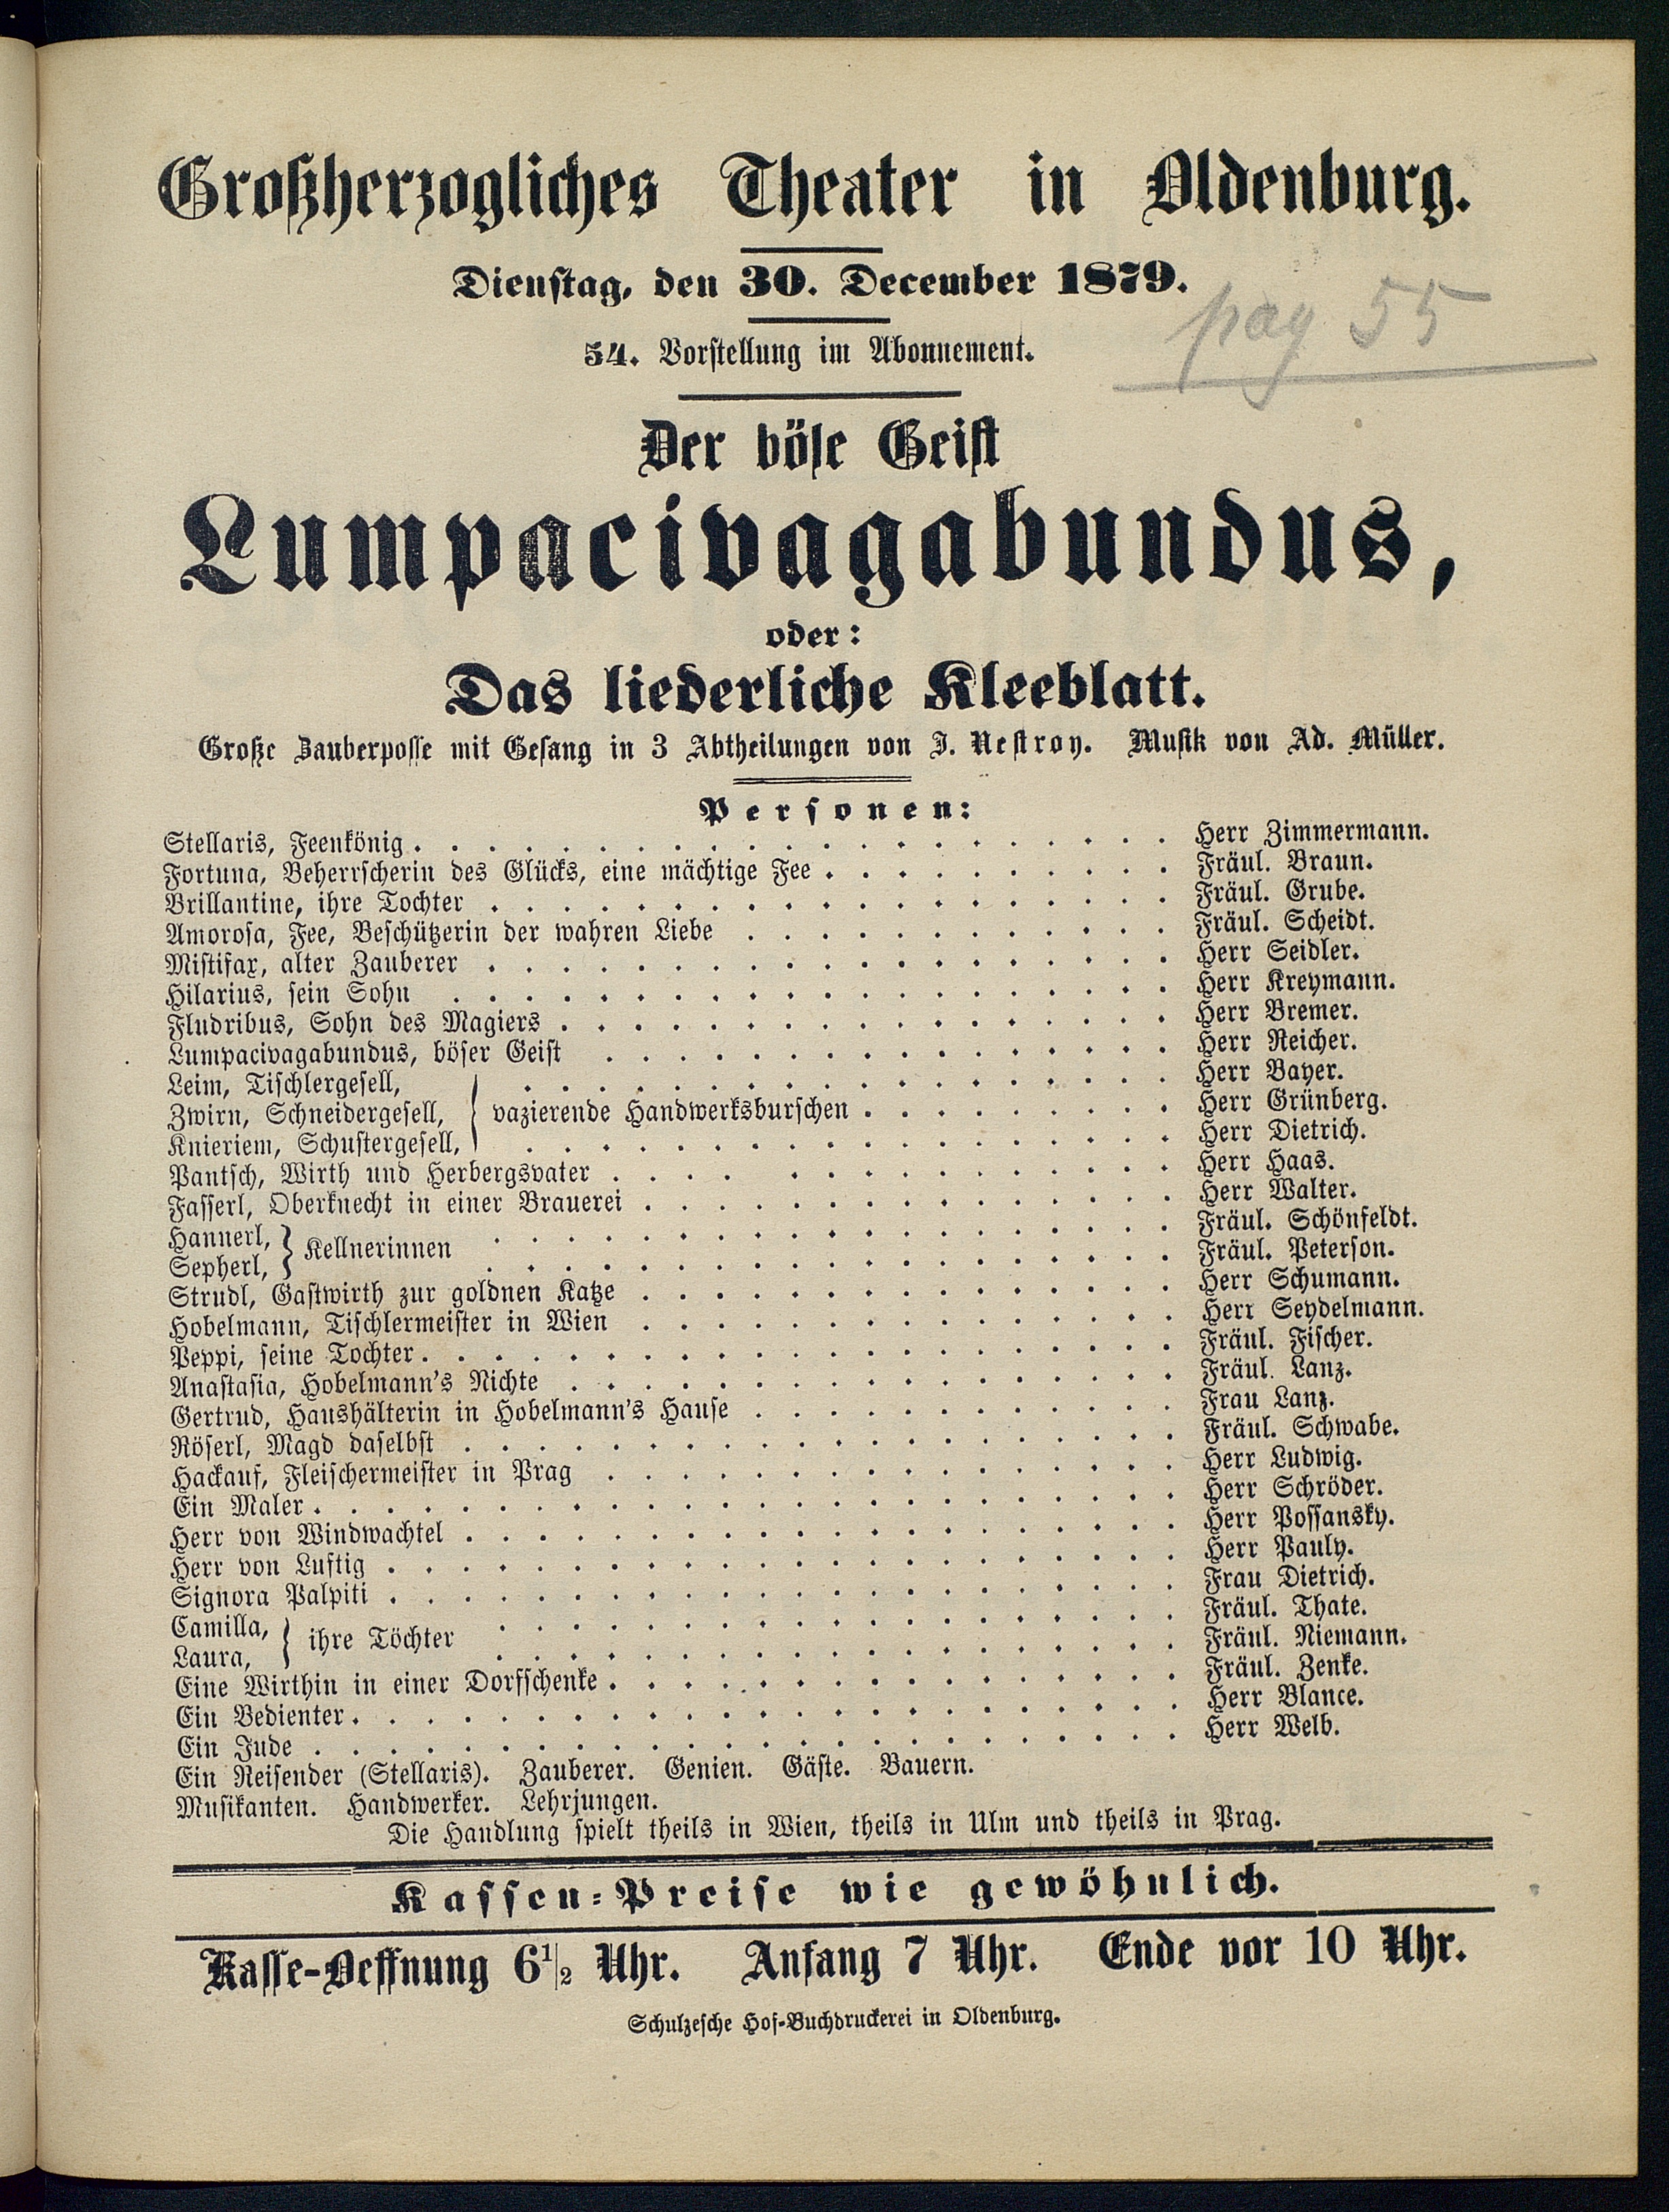 Großherzogliches Theater in Oldenburg.
Dienstag, den 30. December 1879.
pag 55
54. Vorstellung im Abonnement.
Der böse Geist
Lumpacivagabundus,
oder:
Das liederliche Kleeblatt.
Große Zauberposse mit Gesang in 3 Abtheilungen von J. Nestroy. Musik von Ad. Müller.
Personen:
Stellaris, Feenkönig . . . . . Herr Zimmermann.
Fortuna, Beherrscherin des Glücks, eine mächtige Fee . . . . . Fräul. Braun.
Brillantine, ihre Tochter . . . . . Fräul. Grube.
Amorosa, Fee, Beschützerin der wahren Liebe . . . . . Fräul. Scheidt.
Mistifax, alter Zauberer . . . . . Herr Seidler.
Hilarius, sein Sohn . . . . . Herr Kreymann.
Fludribus, Sohn des Magiers . . . . . Herr Bremer.
Lumpacivagabundus, böser Geist . . . . . Herr Reicher.
Leim, Tischlergesell, . . . . . Herr Bayer.
Zwirn, Schneidergesell, } vazierende Handwerksburschen . . . . . Herr Grünberg.
Knieriem, Schustergesell, . . . . . Herr Dietrich.
Pantsch, Wirth und Herbergsvater . . . . . Herr Haas.
Fasserl, Oberknecht in einer Brauerei . . . . . Herr Walter.
Hannerl, } Kellnerinnen . . . . . Fräul. Schönfeldt.
Sepherl, . . . . . Fräul. Peterson.
Strudl, Gastwirth zur goldnen Katze . . . . . Herr Schumann.
Hobelmann, Tischlermeister in Wien . . . . . Herr Seydelmann.
Peppi, seine Tochter . . . . . Fräul. Fischer.
Anastasia, Hobelmann's Nichte . . . . . Fräul. Lanz.
Gertrud, Haushälterin in Hobelmann's Hause . . . . . Frau Lanz.
Röserl, Magd daselbst . . . . . Fräul. Schwabe.
Hackauf, Fleischermeister in Prag . . . . . Herr Ludwig.
Ein Maler . . . . . Herr Schröder.
Herr von Windwachtel . . . . . Herr Possansky.
Herr von Luftig . . . . . Herr Pauly.
Signora Palpiti . . . . . Frau Dietrich.
Camilla, } ihre Töchter . . . . . Fräul. Thate.
Laura, . . . . . Fräul. Niemann.
Eine Wirthin in einer Dorfschenke . . . . . Fräul. Zenke.
Ein Bedienter . . . . . Herr Blance.
Ein Jude . . . . . Herr Welb.
Ein Reisender (Stellaris). Zauberer. Genien. Gäste. Bauern.
Musikanten. Handwerker. Lehrjungen.
Die Handlung spielt theils in Wien, theils in Ulm und theils in Prag.
Kassen-Preise wie gewöhnlich.
Kasse-Oeffnung 6 1/2 Uhr. Anfang 7 Uhr. Ende vor 10 Uhr.
Schulzesche Hof-Buchdruckerei in Oldenburg.